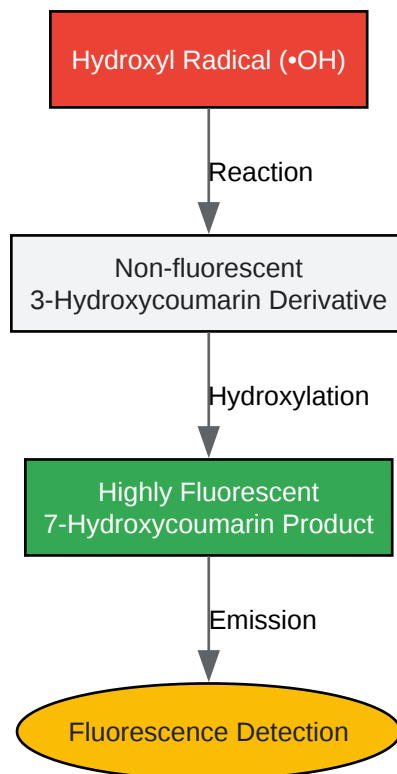 Hydroxyl Radical (•OH)
Reaction
Non-fluorescent
3-Hydroxycoumarin Derivative
Hydroxylation
Highly Fluorescent
7-Hydroxycoumarin Product
Emission
Fluorescence Detection